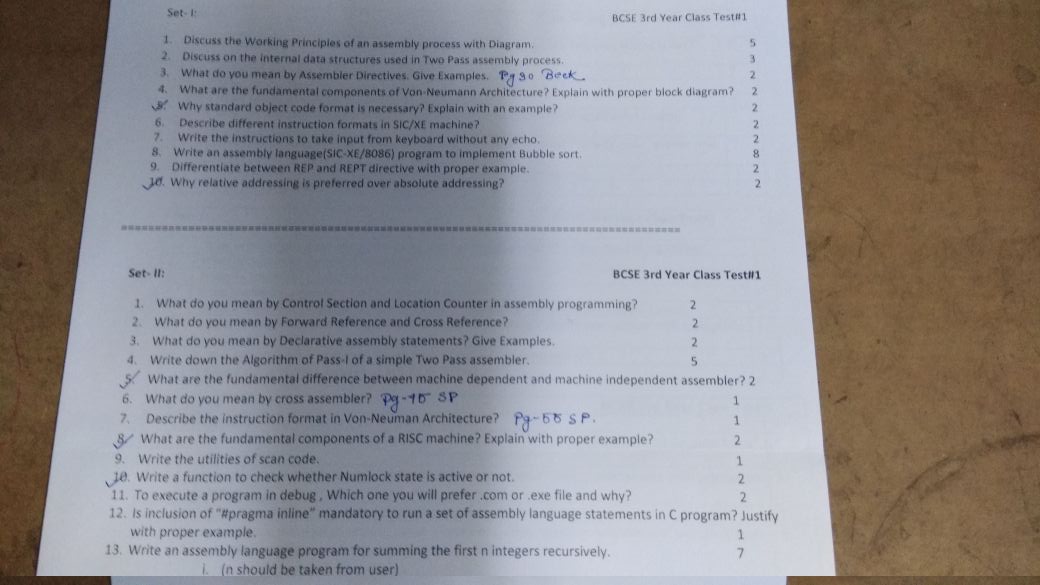 Set- I:
BCSE 3rd Year Class Test#1
1. Discuss the Working Principles of an assembly process with Diagram. 5
2. Discuss on the internal data structures used in Two Pass assembly process. 3
3. What do you mean by Assembler Directives. Give Examples. Pg 30 Beck 2
4. What are the fundamental components of Von-Neumann Architecture? Explain with proper block diagram? 2
5. Why standard object code format is necessary? Explain with an example? 2
6. Describe different instruction formats in SIC/XE machine? 2
7. Write the instructions to take input from keyboard without any echo. 2
8. Write an assembly language(SIC-XE/8086) program to implement Bubble sort. 8
9. Differentiate between REP and REPT directive with proper example. 2
10. Why relative addressing is preferred over absolute addressing? 2
Set- II:
BCSE 3rd Year Class Test#1
1. What do you mean by Control Section and Location Counter in assembly programming? 2
2. What do you mean by Forward Reference and Cross Reference? 2
3. What do you mean by Declarative assembly statements? Give Examples. 2
4. Write down the Algorithm of Pass-I of a simple Two Pass assembler. 5
5. What are the fundamental difference between machine dependent and machine independent assembler? 2
6. What do you mean by cross assembler? Pg- SP 1
7. Describe the instruction format in Von-Neuman Architecture? Pg- SP. 1
8. What are the fundamental components of a RISC machine? Explain with proper example? 2
9. Write the utilities of scan code. 1
10. Write a function to check whether Numlock state is active or not. 2
11. To execute a program in debug , Which one you will prefer .com or .exe file and why? 2
12. Is inclusion of "#pragma inline" mandatory to run a set of assembly language statements in C program? Justify
with proper example. 1
13. Write an assembly language program for summing the first n integers recursively. 7
i. (n should be taken from user)